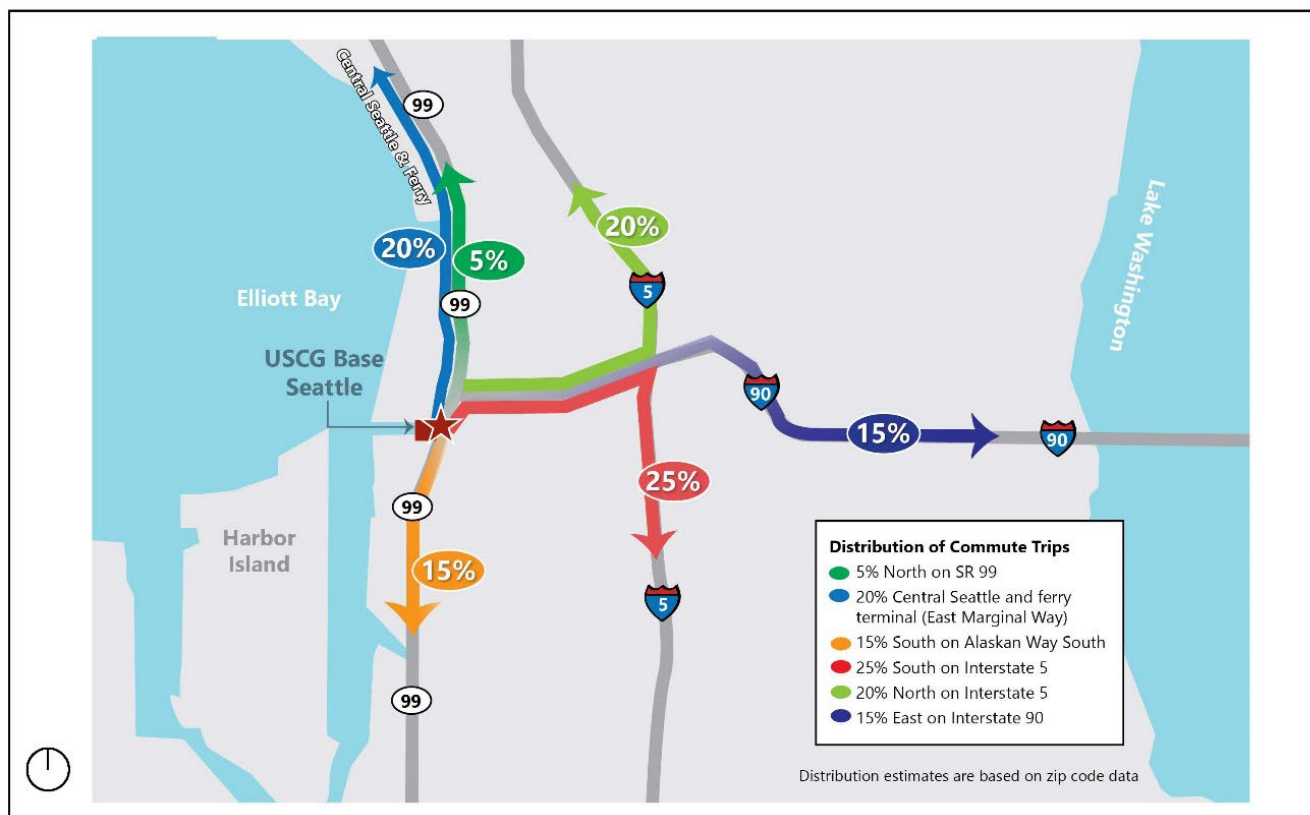 Central Seattle & Ferry
99
20%
5%
99
20%
5
Elliott Bay
Lake Washington
USCG Base
Seattle
90
15%
90
25%
99
15%
Harbor
Island
5
99
Distribution of Commute Trips
5% North on SR 99
20% Central Seattle and ferry
terminal (East Marginal Way)
15% South on Alaskan Way South
25% South on Interstate 5
20% North on Interstate 5
15% East on Interstate 90
Distribution estimates are based on zip code data